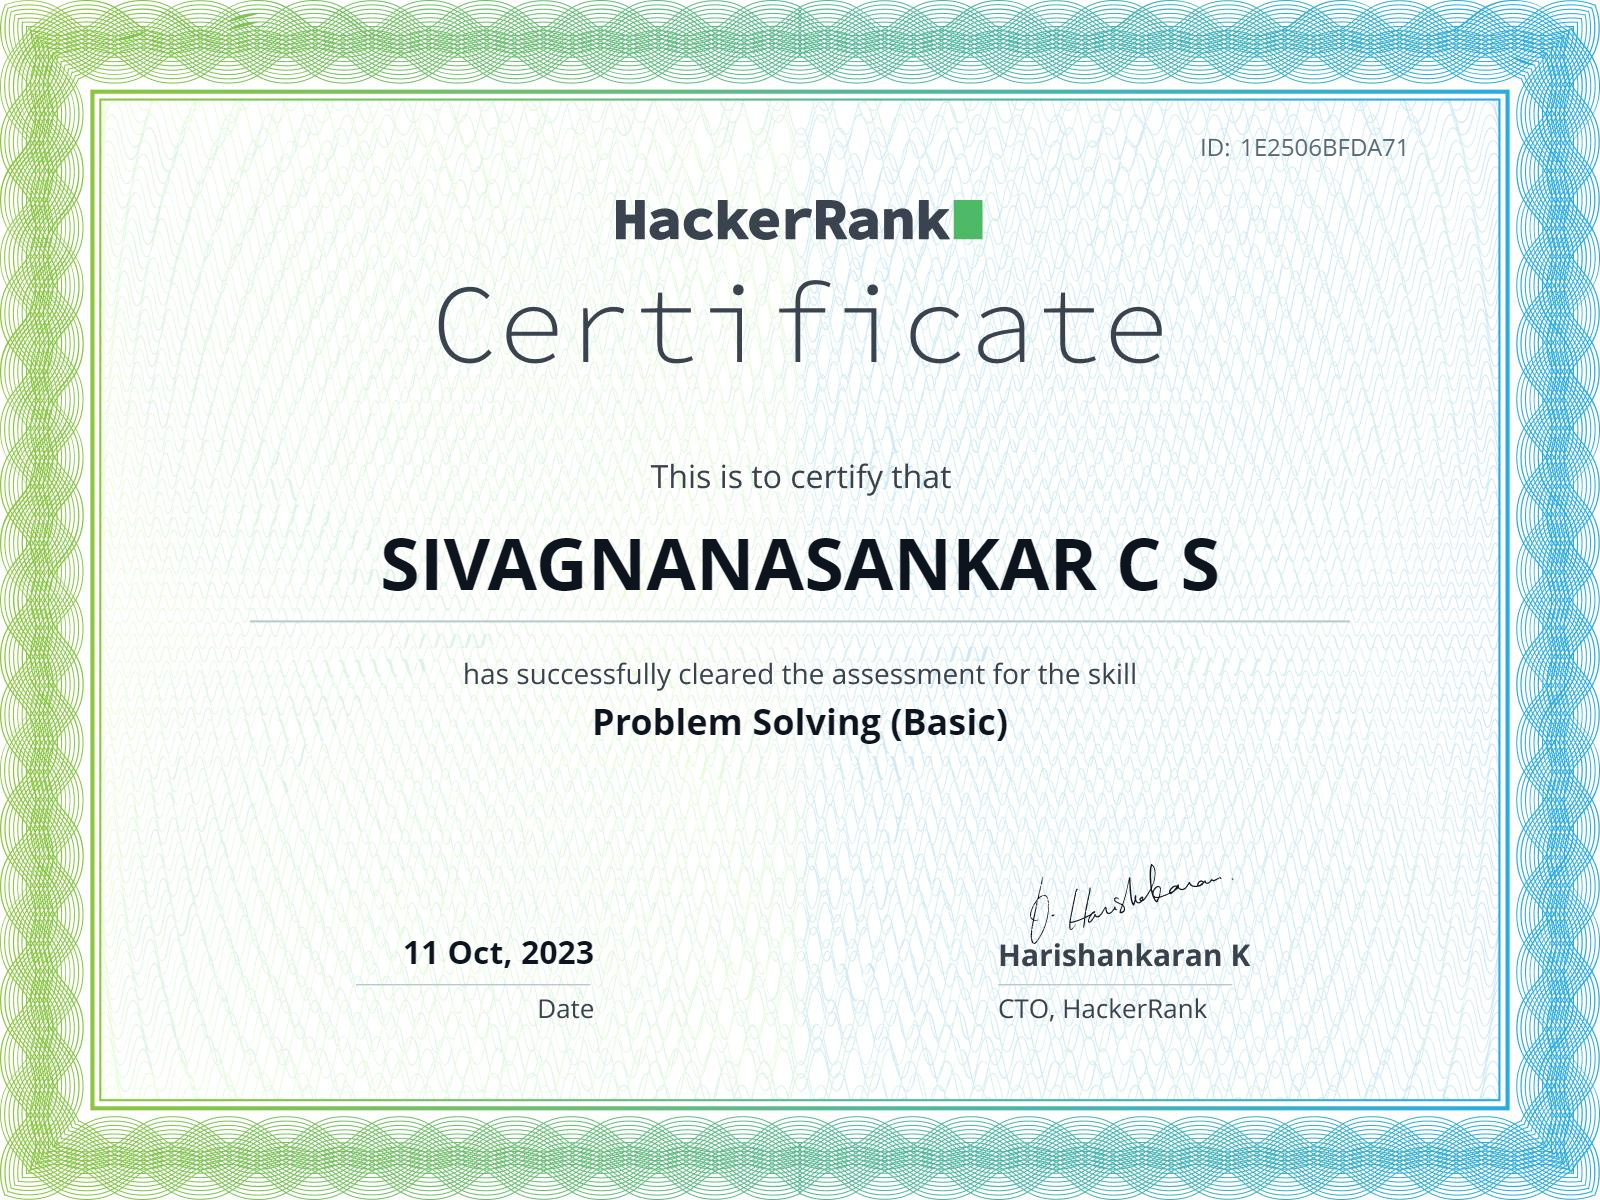 ID: 1E2506BFDA71
HackerRank
Certificate
This is to certify that
SIVAGNANASANKAR C S
has successfully cleared the assessment for the skill
Problem Solving (Basic)
11 Oct, 2023
Date
Harishankaran K
CTO, HackerRank